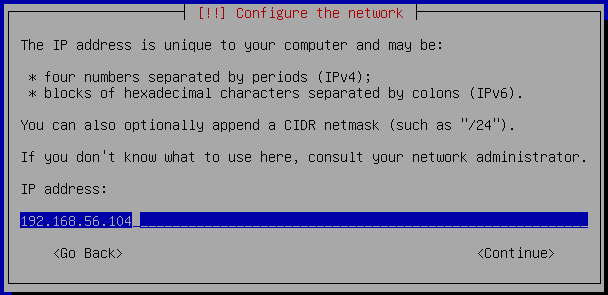 [!!] Configure the network
The IP address is unique to your computer and may be:
* four numbers separated by periods (IPv4);
* blocks of hexadecimal characters separated by colons (IPv6).
You can also optionally append a CIDR netmask (such as "/24").
If you don't know what to use here, consult your network administrator.
IP address:
192.168.56.104
<Go Back> <Continue>